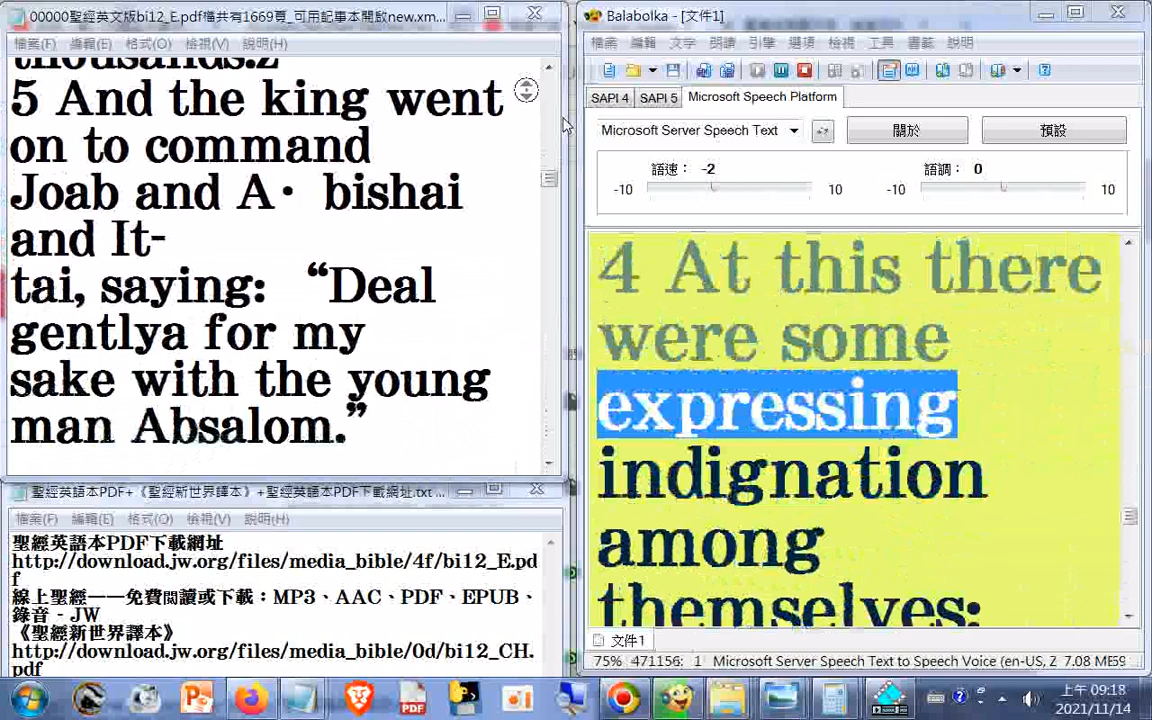 00000聖經英文版bi12_E.pdf檔共有1669頁_可用記事本開啟new.xm...
檔案(F) 編輯(E) 格式(O) 檢視(V) 說明(H)
thousands.z
5 And the king went
on to command
Joab and A· bishai
and It-
tai, saying: “Deal
gentlya for my
sake with the young
man Absalom.”
聖經英語本PDF+《聖經新世界譯本》+聖經英語本PDF下載網址.txt ...
檔案(F) 編輯(E) 格式(O) 檢視(V) 說明(H)
聖經英語本PDF下載網址
http://download.jw.org/files/media_bible/4f/bi12_E.pd
f
線上聖經——免費閱讀或下載：MP3、AAC、PDF、EPUB、
錄音 - JW
《聖經新世界譯本》
http://download.jw.org/files/media_bible/0d/bi12_CH.
pdf
Balabolka - [文件1]
檔案 編輯 文字 朗讀 引擎 選項 檢視 工具 書籤 說明
SAPI 4 SAPI 5 Microsoft Speech Platform
Microsoft Server Speech Text 關於 預設
語速： -2 語調： 0
-10 10 -10 10
4 At this there
were some
expressing
indignation
among
themselves:
文件1
75% 471156: 1 Microsoft Server Speech Text to Speech Voice (en-US, Z 7.08 ME59
上午 09:18
2021/11/14